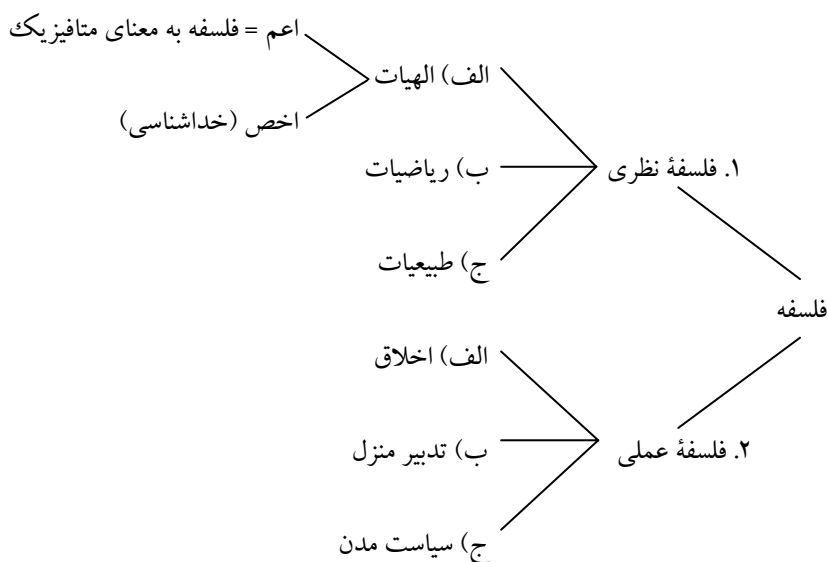 اعم = فلسفه به معنای متافیزیک
الف) الهیات
اخص (خداشناسی)
۱. فلسفهٔ نظری
ب) ریاضیات
ج) طبیعیات
فلسفه
الف) اخلاق
۲. فلسفهٔ عملی
ب) تدبیر منزل
ج) سیاست مدن